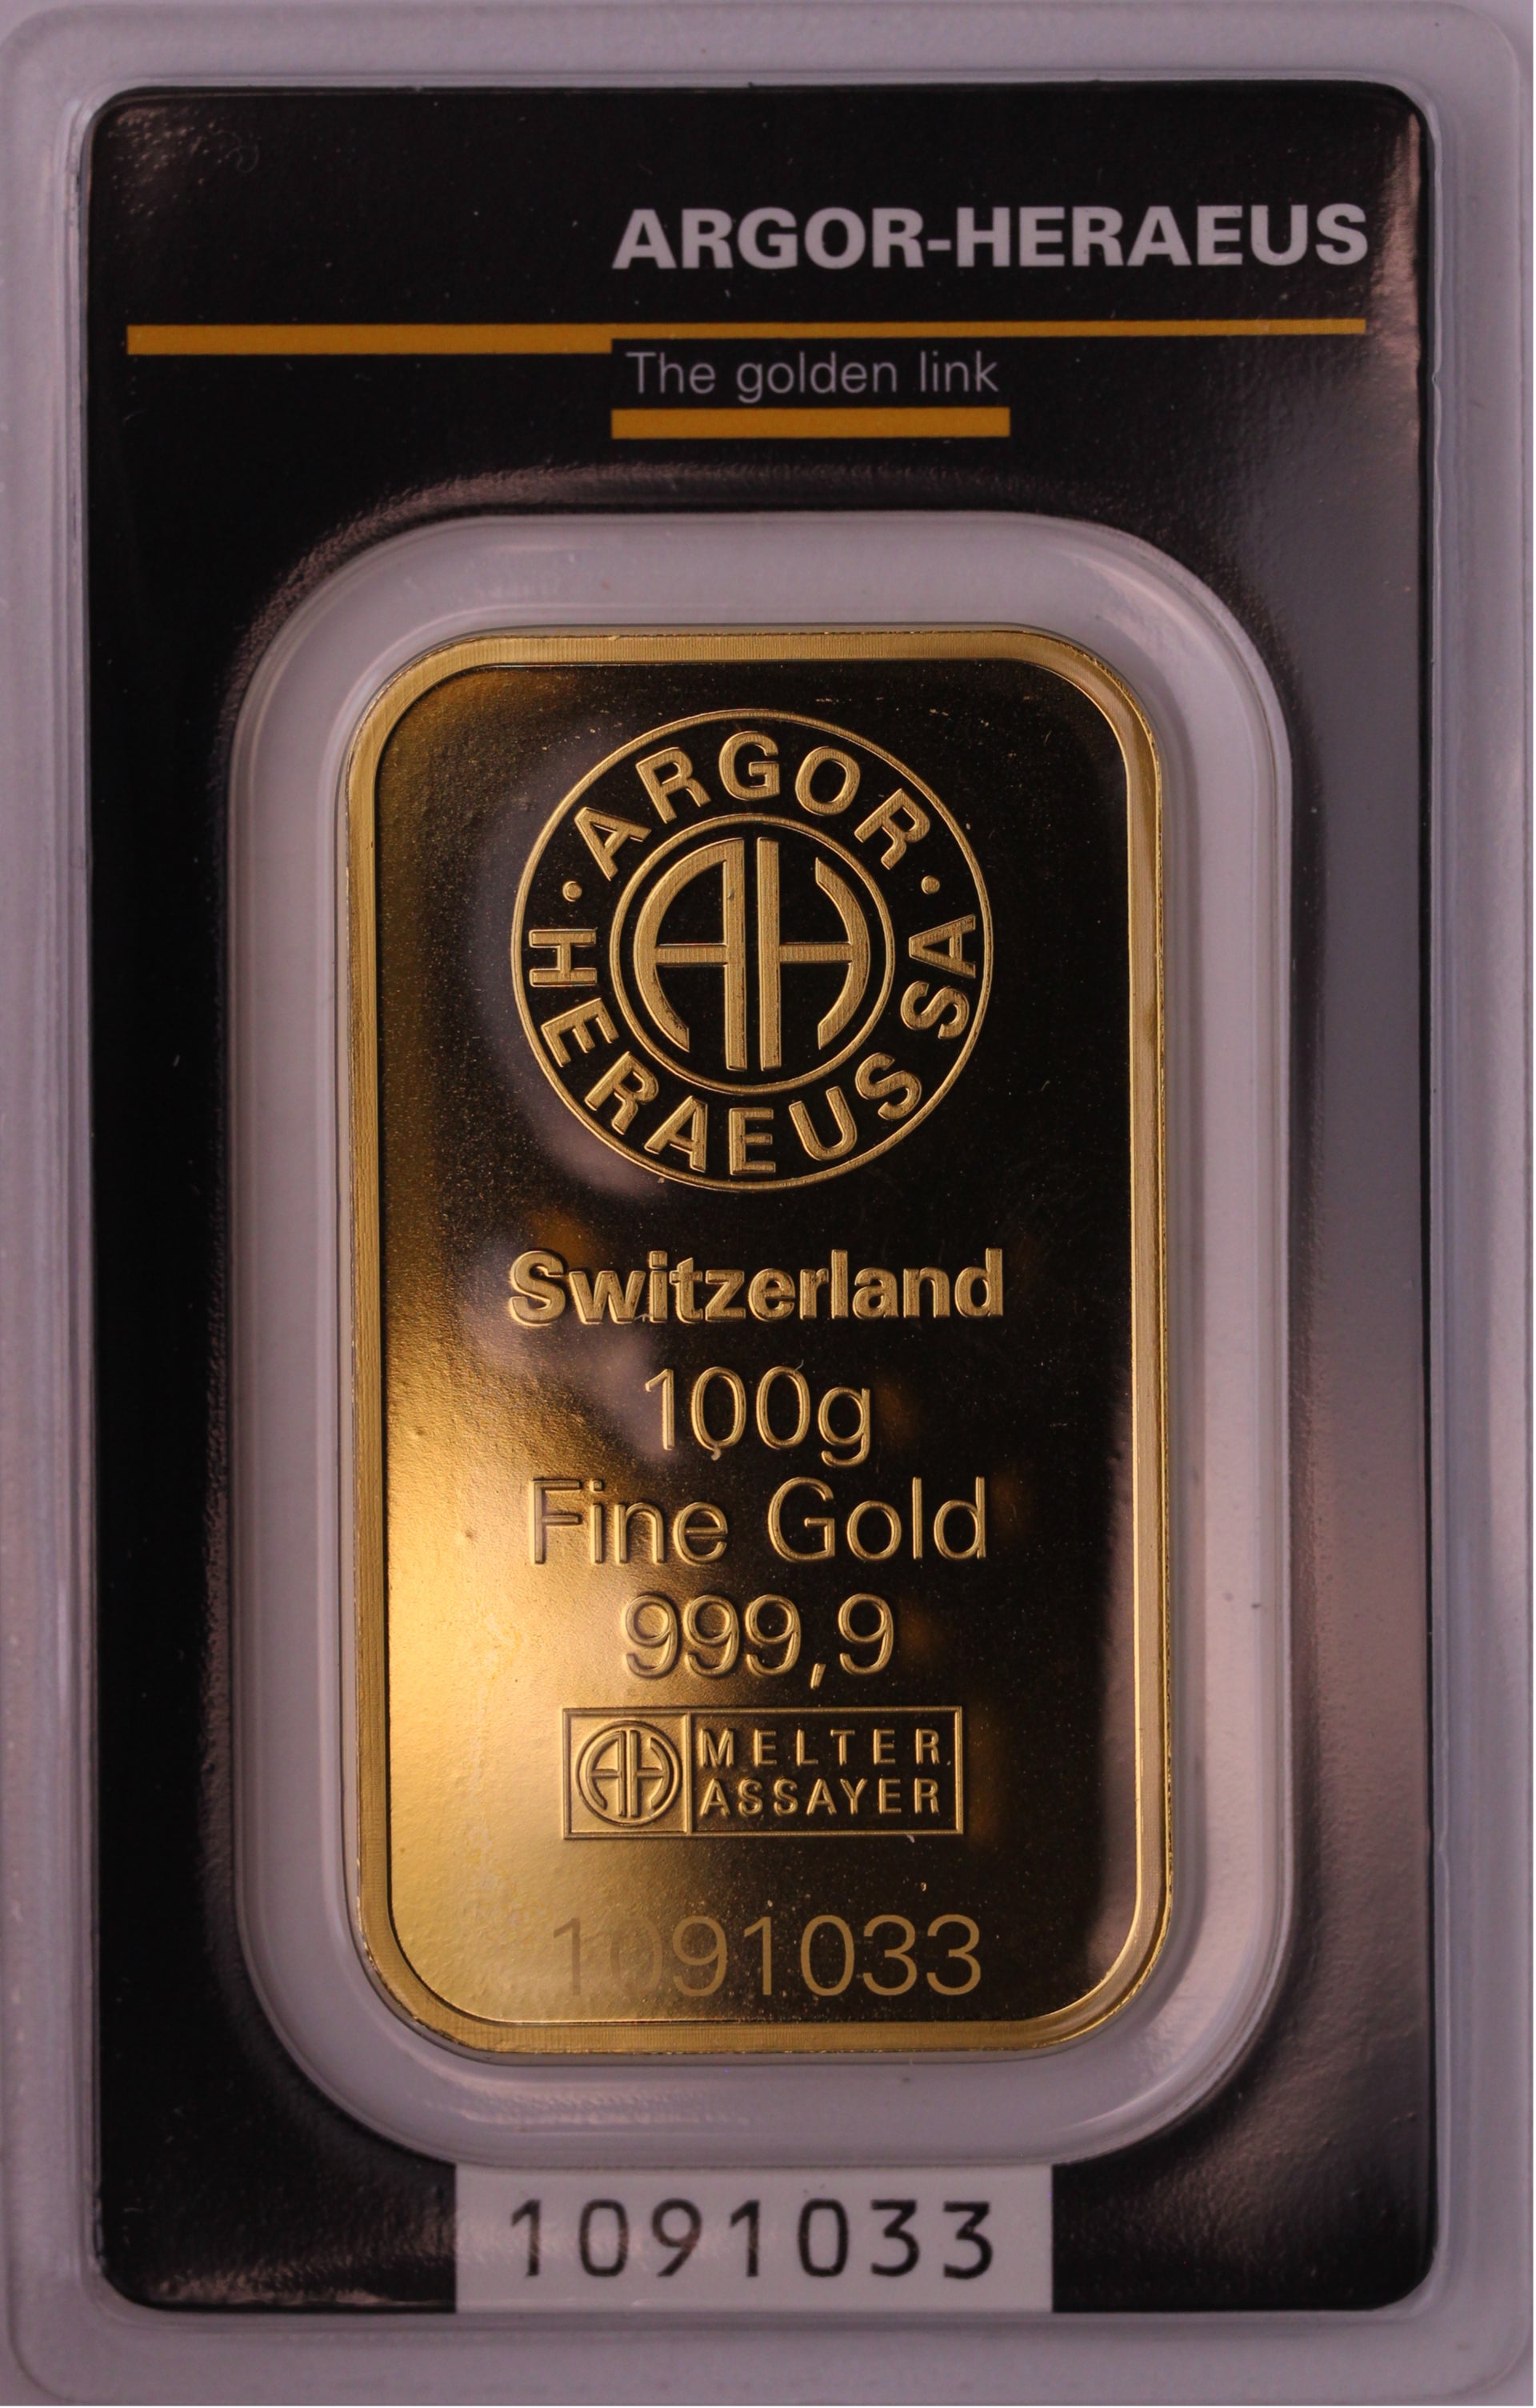 ARGOR-HERAEUS
The golden link
· ARGOR ·
HERAEUS SA
AH
Switzerland
100g
Fine Gold
999,9
AH MELTER
ASSAYER
1091033
1091033